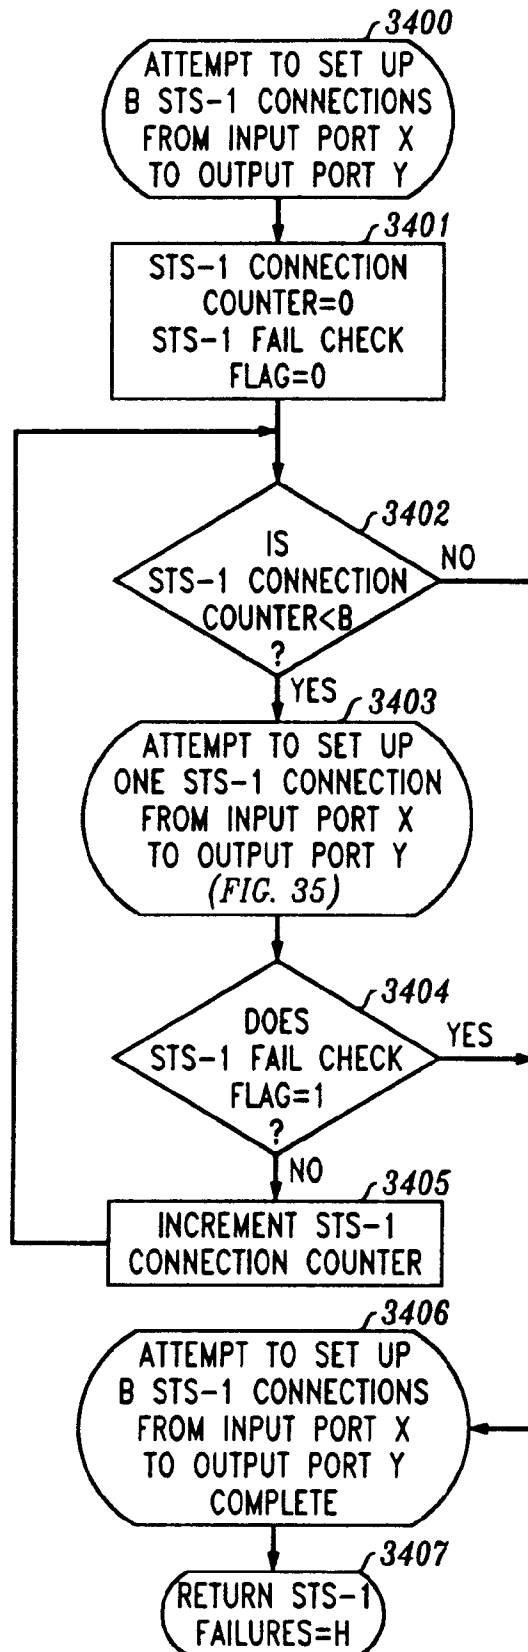 3400
ATTEMPT TO SET UP
B STS-1 CONNECTIONS
FROM INPUT PORT X
TO OUTPUT PORT Y
3401
STS-1 CONNECTION
COUNTER=0
STS-1 FAIL CHECK
FLAG=0
3402
IS
STS-1 CONNECTION
COUNTER<B
?
NO
YES
3403
ATTEMPT TO SET UP
ONE STS-1 CONNECTION
FROM INPUT PORT X
TO OUTPUT PORT Y
(FIG. 35)
3404
DOES
STS-1 FAIL CHECK
FLAG=1
?
YES
NO
3405
INCREMENT STS-1
CONNECTION COUNTER
3406
ATTEMPT TO SET UP
B STS-1 CONNECTIONS
FROM INPUT PORT X
TO OUTPUT PORT Y
COMPLETE
3407
RETURN STS-1
FAILURES=H